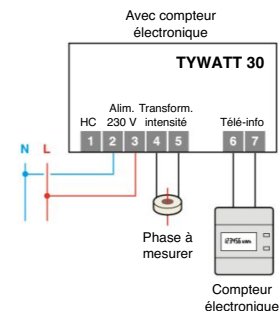 Avec compteur
électronique
TYWATT 30
Alim. Transform.
HC 230 V intensité Télé-info
1 2 3 4 5 6 7
N L
Phase à
mesurer
Compteur
électronique